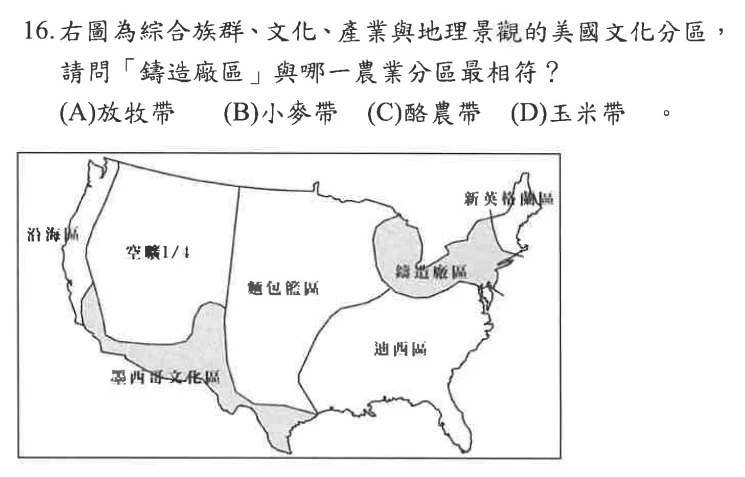 16.右圖為綜合族群、文化、產業與地理景觀的美國文化分區，
請問「鑄造廠區」與哪一農業分區最相符？
(A)放牧帶　(B)小麥帶　(C)酪農帶　(D)玉米帶　。
新英格蘭區
沿海區
空曠1/4
鑄造廠區
麵包籃區
迪西區
墨西哥文化區